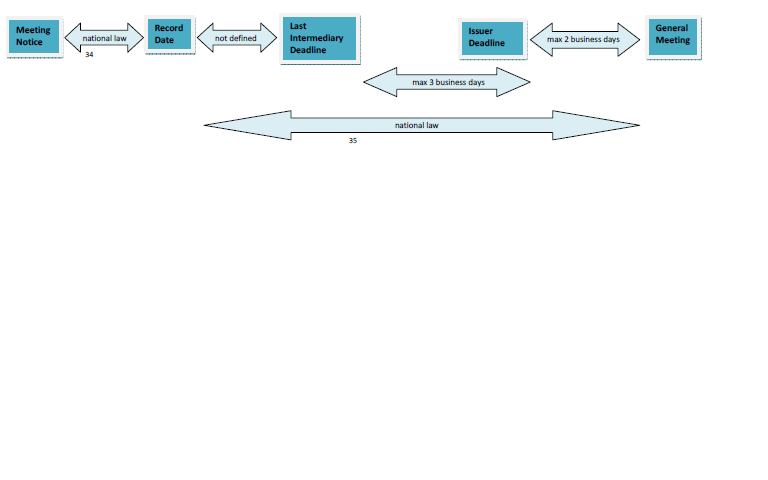 Meeting
Notice
national law
34
Record
Date
not defined
Last
Intermediary
Deadline
Issuer
Deadline
max 2 business days
General
Meeting
max 3 business days
national law
35